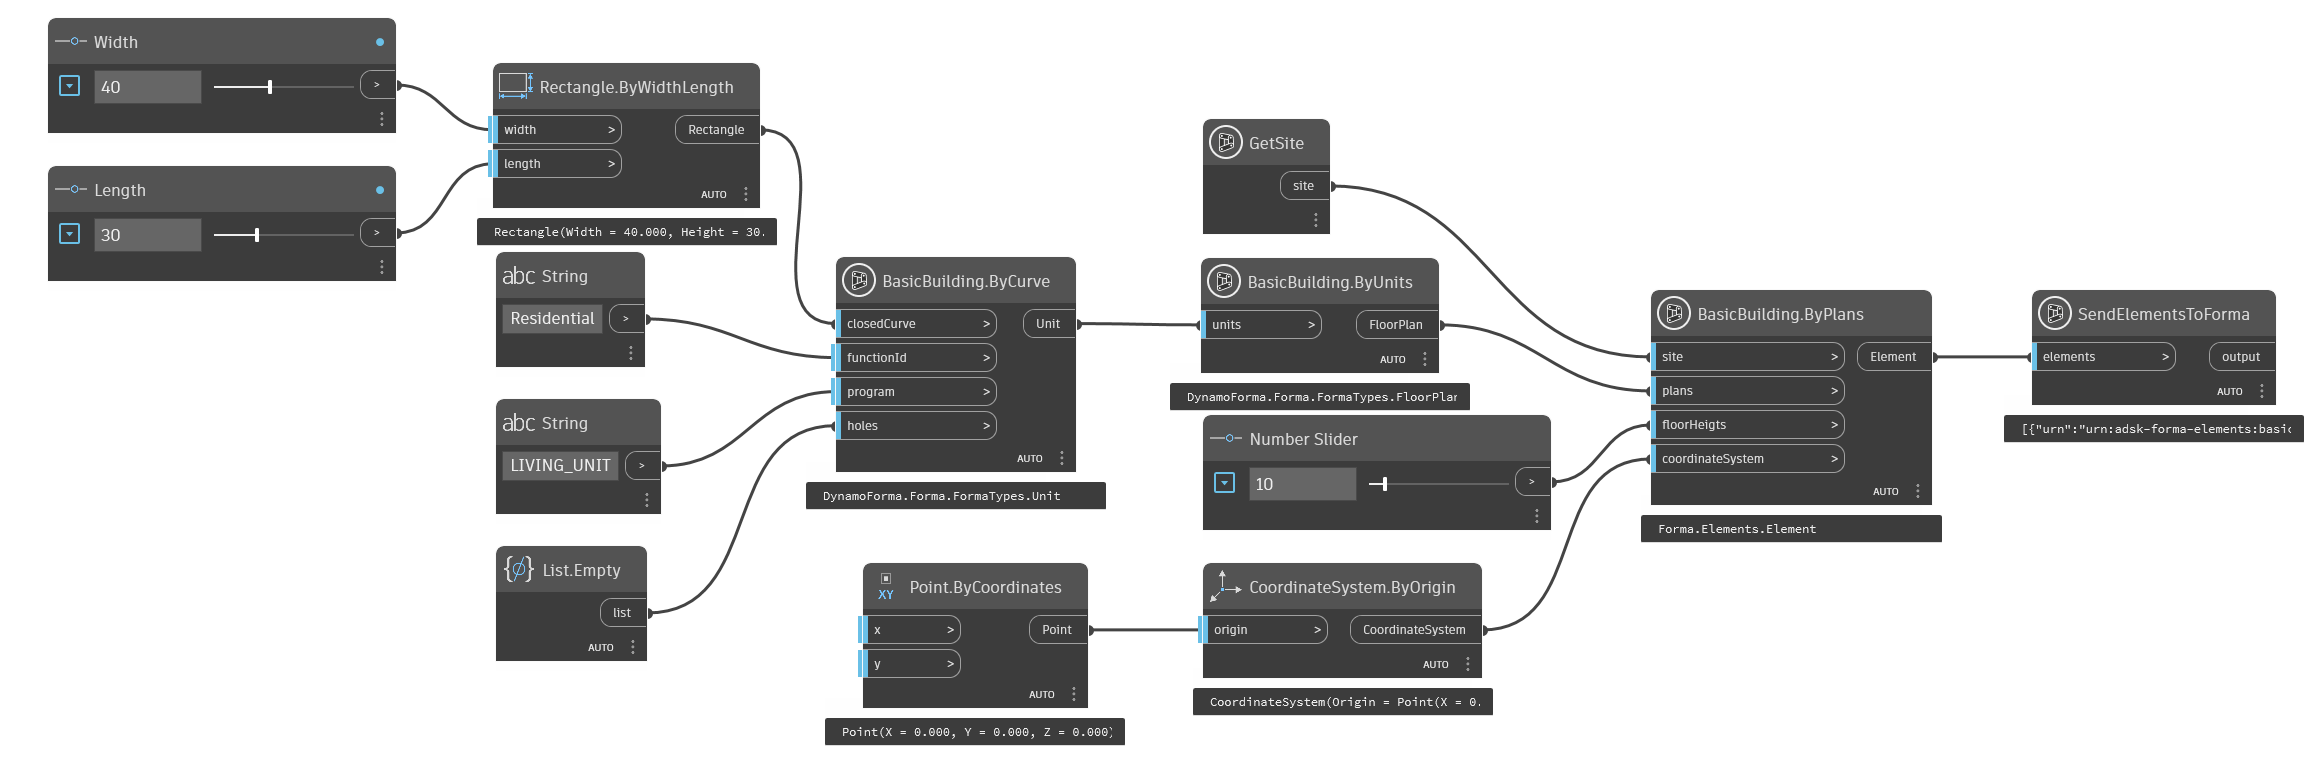 Width
40
>
Length
30
>
Rectangle.ByWidthLength
width >
Rectangle
length >
AUTO
Rectangle(Width = 40.000, Height = 30.
abc String
Residential
>
abc String
LIVING_UNIT
>
List.Empty
list
AUTO
BasicBuilding.ByCurve
closedCurve >
Unit
functionId >
program >
holes >
AUTO
DynamoForma.Forma.FormaTypes.Unit
XY
Point.ByCoordinates
x >
Point
y >
AUTO
Point(X = 0.000, Y = 0.000, Z = 0.000)
GetSite
site
BasicBuilding.ByUnits
units >
FloorPlan
AUTO
DynamoForma.Forma.FormaTypes.FloorPlan
Number Slider
10
>
CoordinateSystem.ByOrigin
origin >
CoordinateSystem
AUTO
CoordinateSystem(Origin = Point(X = 0.
BasicBuilding.ByPlans
site >
Element
plans >
floorHeigts >
coordinateSystem >
AUTO
Forma.Elements.Element
SendElementsToForma
elements >
output
AUTO
[{"urn":"urn:adsk-forma-elements:basic